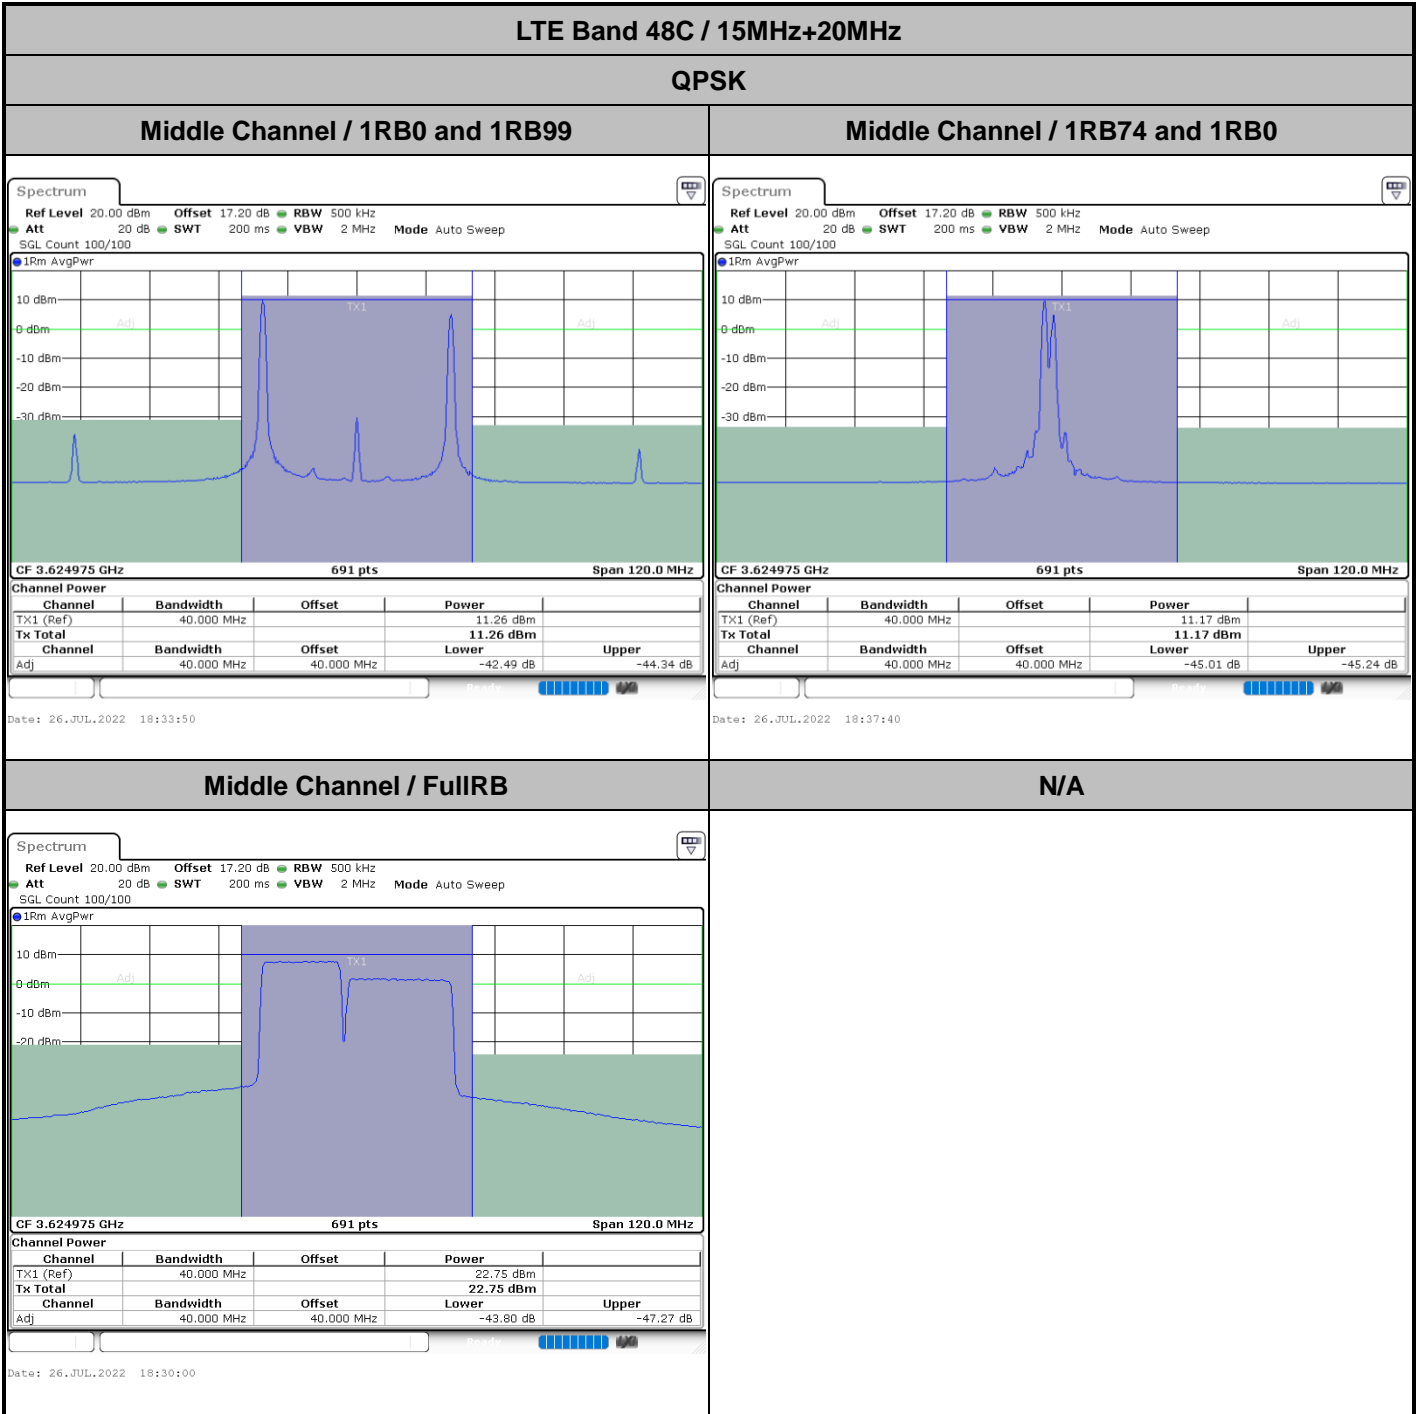 LTE Band 48C / 15MHz+20MHz
QPSK
Middle Channel / 1RB0 and 1RB99
Middle Channel / 1RB74 and 1RB0
Spectrum
Ref Level 20.00 dBm Offset 17.20 dB RBW 500 kHz
Att 20 dB SWT 200 ms VBW 2 MHz Mode Auto Sweep
SGL Count 100/100
1Rm AvgPwr
10 dBm
0 dBm
-10 dBm
-20 dBm
-30 dBm
Adj
TX1
Adj
CF 3.624975 GHz 691 pts Span 120.0 MHz
Channel Power
Channel Bandwidth Offset Power
TX1 (Ref) 40.000 MHz 11.26 dBm
Tx Total 11.26 dBm
Channel Bandwidth Offset Lower Upper
Adj 40.000 MHz 40.000 MHz -42.49 dB -44.34 dB
Ready
Date: 26.JUL.2022 18:33:50
Spectrum
Ref Level 20.00 dBm Offset 17.20 dB RBW 500 kHz
Att 20 dB SWT 200 ms VBW 2 MHz Mode Auto Sweep
SGL Count 100/100
1Rm AvgPwr
10 dBm
0 dBm
-10 dBm
-20 dBm
-30 dBm
Adj
TX1
Adj
CF 3.624975 GHz 691 pts Span 120.0 MHz
Channel Power
Channel Bandwidth Offset Power
TX1 (Ref) 40.000 MHz 11.17 dBm
Tx Total 11.17 dBm
Channel Bandwidth Offset Lower Upper
Adj 40.000 MHz 40.000 MHz -45.01 dB -45.24 dB
Ready
Date: 26.JUL.2022 18:37:40
Middle Channel / FullRB
N/A
Spectrum
Ref Level 20.00 dBm Offset 17.20 dB RBW 500 kHz
Att 20 dB SWT 200 ms VBW 2 MHz Mode Auto Sweep
SGL Count 100/100
1Rm AvgPwr
10 dBm
0 dBm
-10 dBm
-20 dBm
Adj
TX1
Adj
CF 3.624975 GHz 691 pts Span 120.0 MHz
Channel Power
Channel Bandwidth Offset Power
TX1 (Ref) 40.000 MHz 22.75 dBm
Tx Total 22.75 dBm
Channel Bandwidth Offset Lower Upper
Adj 40.000 MHz 40.000 MHz -43.80 dB -47.27 dB
Ready
Date: 26.JUL.2022 18:30:00